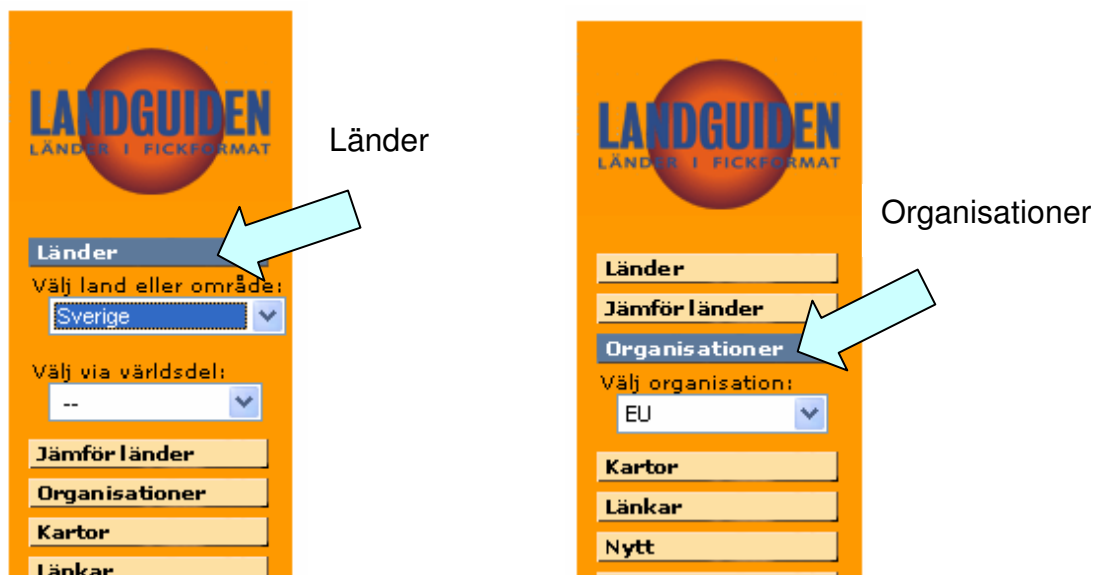 LANDGUIDEN
LÄNDER I FICKFORMAT
Länder
Länder
Välj land eller område:
Sverige
Välj via världsdel:
--
Jämför länder
Organisationer
Kartor
Länkar
LANDGUIDEN
LÄNDER I FICKFORMAT
Organisationer
Länder
Jämför länder
Organisationer
Välj organisation:
EU
Kartor
Länkar
Nytt